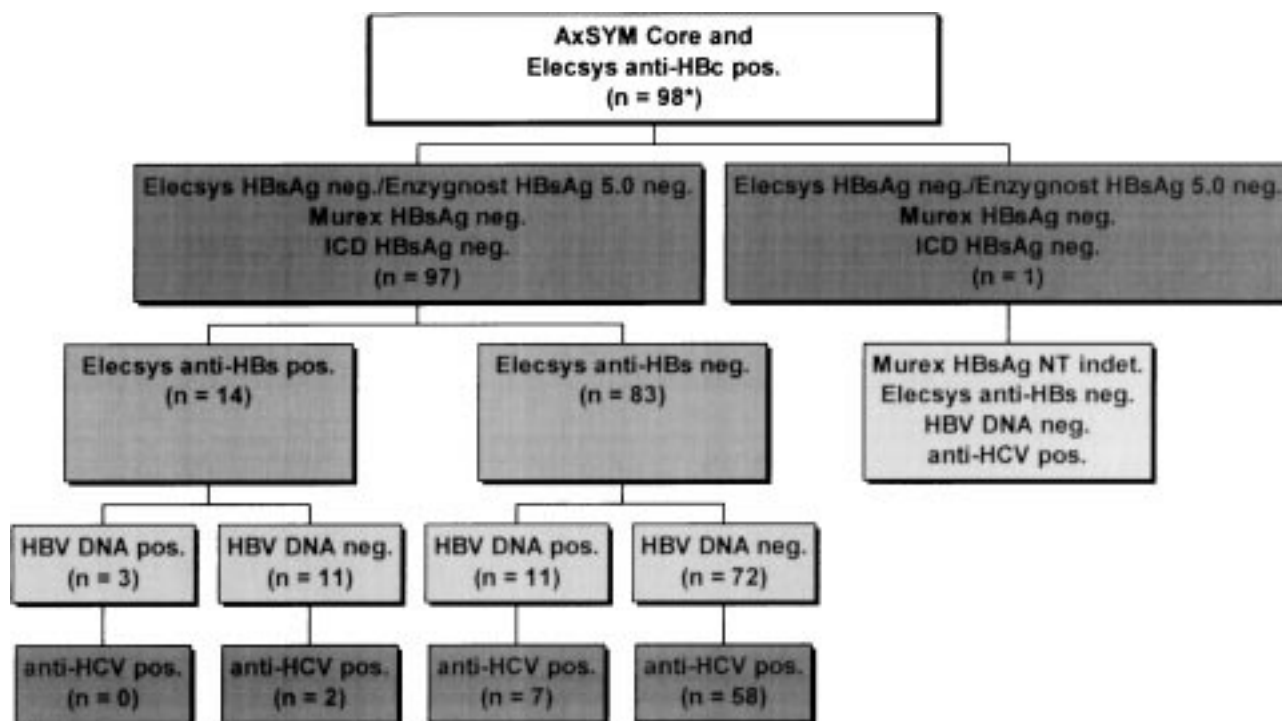 AxSYM Core and
Elecsys anti-HBc pos.
(n = 98*)
Elecsys HBsAg neg./Enzygnost HBsAg 5.0 neg.
Murex HBsAg neg.
ICD HBsAg neg.
(n = 97)
Elecsys HBsAg neg./Enzygnost HBsAg 5.0 neg.
Murex HBsAg neg.
ICD HBsAg neg.
(n = 1)
Elecsys anti-HBs pos.
(n = 14)
Elecsys anti-HBs neg.
(n = 83)
Murex HBsAg NT indet.
Elecsys anti-HBs neg.
HBV DNA neg.
anti-HCV pos.
HBV DNA pos.
(n = 3)
HBV DNA neg.
(n = 11)
HBV DNA pos.
(n = 11)
HBV DNA neg.
(n = 72)
anti-HCV pos.
(n = 0)
anti-HCV pos.
(n = 2)
anti-HCV pos.
(n = 7)
anti-HCV pos.
(n = 58)